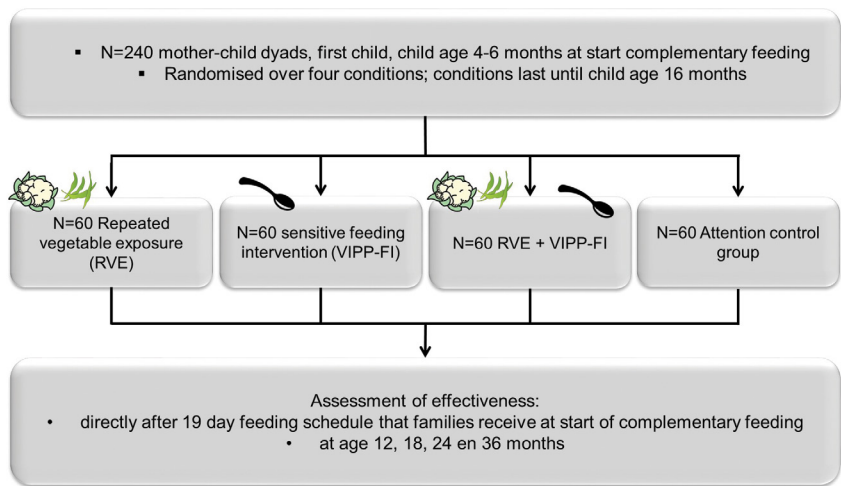 ▪ N=240 mother-child dyads, first child, child age 4-6 months at start complementary feeding
▪ Randomised over four conditions; conditions last until child age 16 months
N=60 Repeated
vegetable exposure
(RVE)
N=60 sensitive feeding
intervention (VIPP-FI)
N=60 RVE + VIPP-FI
N=60 Attention control
group
Assessment of effectiveness:
• directly after 19 day feeding schedule that families receive at start of complementary feeding
• at age 12, 18, 24 en 36 months